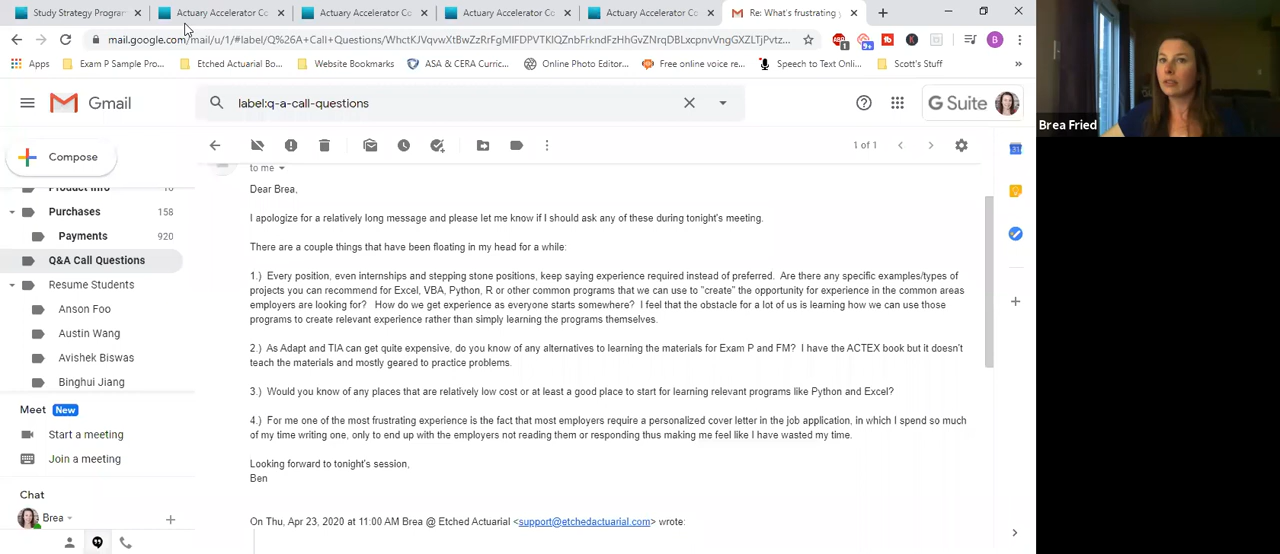 Study Strategy Program
Actuary Accelerator Co
Actuary Accelerator Co
Actuary Accelerator Co
Actuary Accelerator Co
Re: What's frustrating y
mail.google.com/mail/u/1/#label/Q%26A+Call+Questions/
Apps
Exam P Sample Pro...
Etched Actuarial Bo...
Website Bookmarks
ASA & CERA Curric...
Online Photo Editor...
Free online voice re...
Speech to Text Onli...
Scott's Stuff
Gmail
label:q-a-call-questions
G Suite
Brea Fried
Compose
1 of 1
Product Info
Purchases 158
Payments 920
Q&A Call Questions
Resume Students
Anson Foo
Austin Wang
Avishek Biswas
Binghui Jiang
Meet New
Start a meeting
Join a meeting
Chat
Brea
to me
Dear Brea,
I apologize for a relatively long message and please let me know if I should ask any of these during tonight's meeting.
There are a couple things that have been floating in my head for a while:
1.) Every position, even internships and stepping stone positions, keep saying experience required instead of preferred. Are there any specific examples/types of
projects you can recommend for Excel, VBA, Python, R or other common programs that we can use to "create" the opportunity for experience in the common areas
employers are looking for? How do we get experience as everyone starts somewhere? I feel that the obstacle for a lot of us is learning how we can use those
programs to create relevant experience rather than simply learning the programs themselves.
2.) As Adapt and TIA can get quite expensive, do you know of any alternatives to learning the materials for Exam P and FM? I have the ACTEX book but it doesn't
teach the materials and mostly geared to practice problems.
3.) Would you know of any places that are relatively low cost or at least a good place to start for learning relevant programs like Python and Excel?
4.) For me one of the most frustrating experience is the fact that most employers require a personalized cover letter in the job application, in which I spend so much
of my time writing one, only to end up with the employers not reading them or responding thus making me feel like I have wasted my time.
Looking forward to tonight's session,
Ben
On Thu, Apr 23, 2020 at 11:00 AM Brea @ Etched Actuarial <support@etchedactuarial.com> wrote: